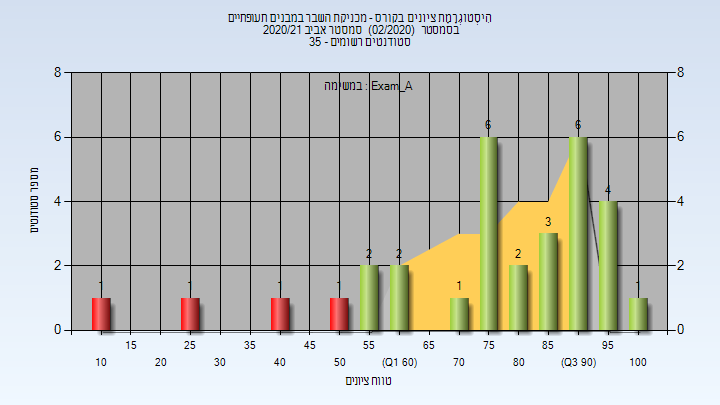 הִיסְטוֹגְרַמַּת ציונים בקורס - מכניקת השבר במבנים תעופתיים
בסמסטר (02/2020) סמסטר אביב 2020/21
סטודנטים רשומים - 35
במשימה : Exam_A
8 8
6 6 6 6
4 4 4
3
2 2 2 2 2
1 1 1 1 1 1
0 0
15 25 35 45 55 65 75 85 95
10 20 30 40 50 (Q1 60) 70 80 (Q3 90) 100
מספר סטודנטים
טווח ציונים